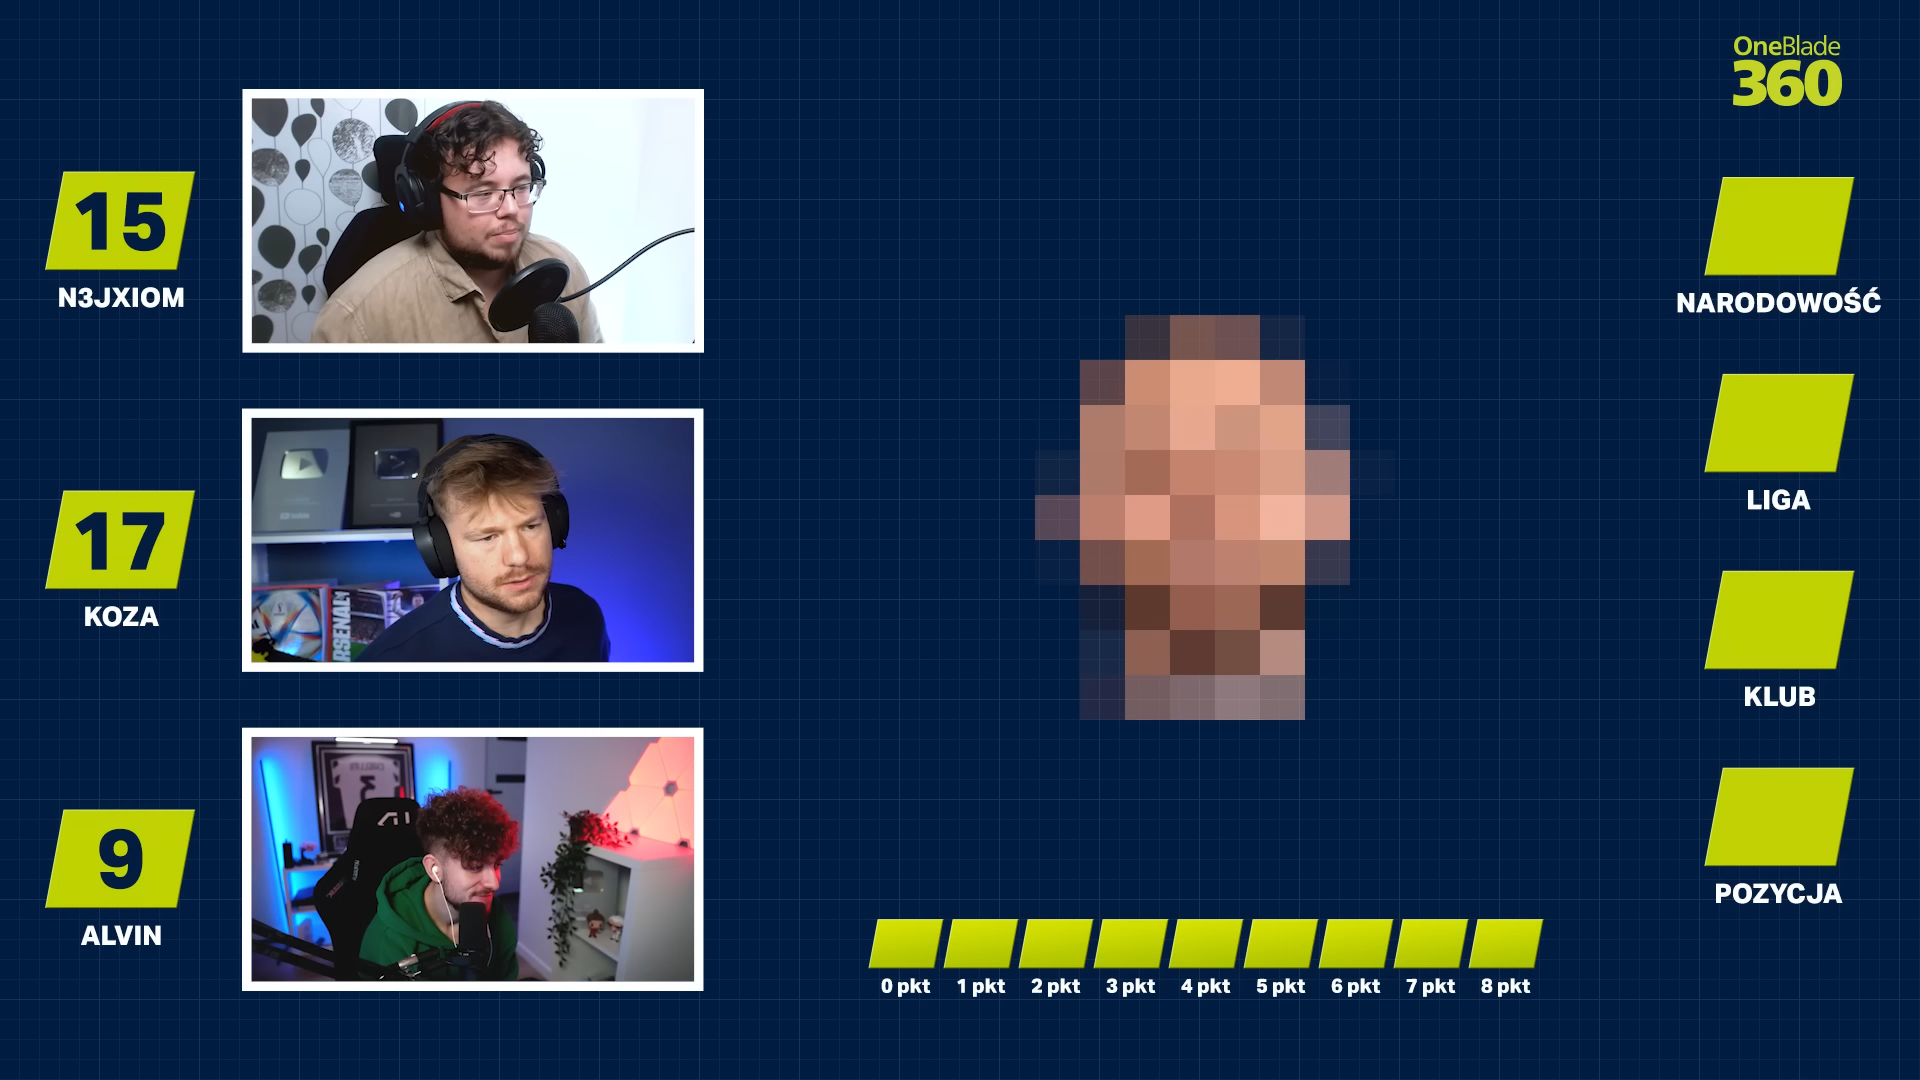 OneBlade
360
15
N3JXIOM
17
KOZA
9
ALVIN
ARSENAL
NARODOWOŚĆ
LIGA
KLUB
POZYCJA
0 pkt
1 pkt
2 pkt
3 pkt
4 pkt
5 pkt
6 pkt
7 pkt
8 pkt